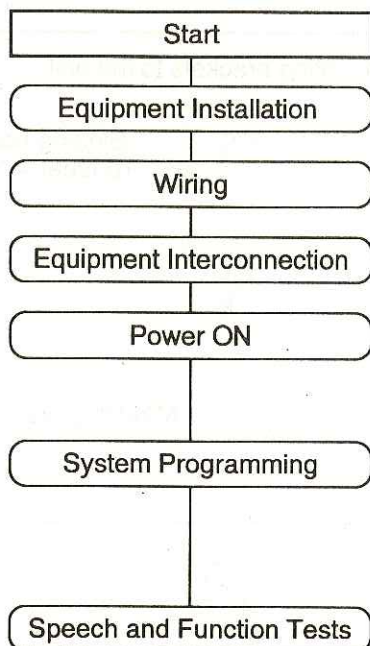 Start
Equipment Installation
Wiring
Equipment Interconnection
Power ON
System Programming
Speech and Function Tests